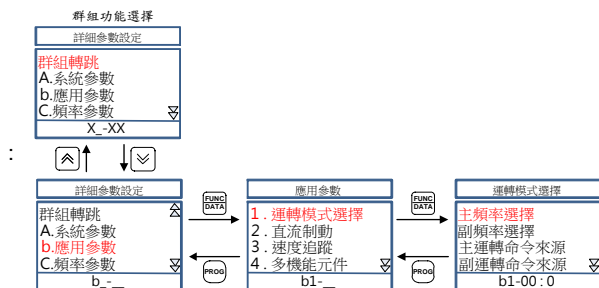 群組功能選擇
詳細參數設定
群組轉跳
A.系統參數
b.應用參數
C.頻率參數
X_-XX
:
詳細參數設定
群組轉跳
A.系統參數
b.應用參數
C.頻率參數
b_-__
FUNC
DATA
PROG
應用參數
1．運轉模式選擇
2．直流制動
3．速度追蹤
4．多機能元件
b1-__
FUNC
DATA
PROG
運轉模式選擇
主頻率選擇
副頻率選擇
主運轉命令來源
副運轉命令來源
b1-00 : 0